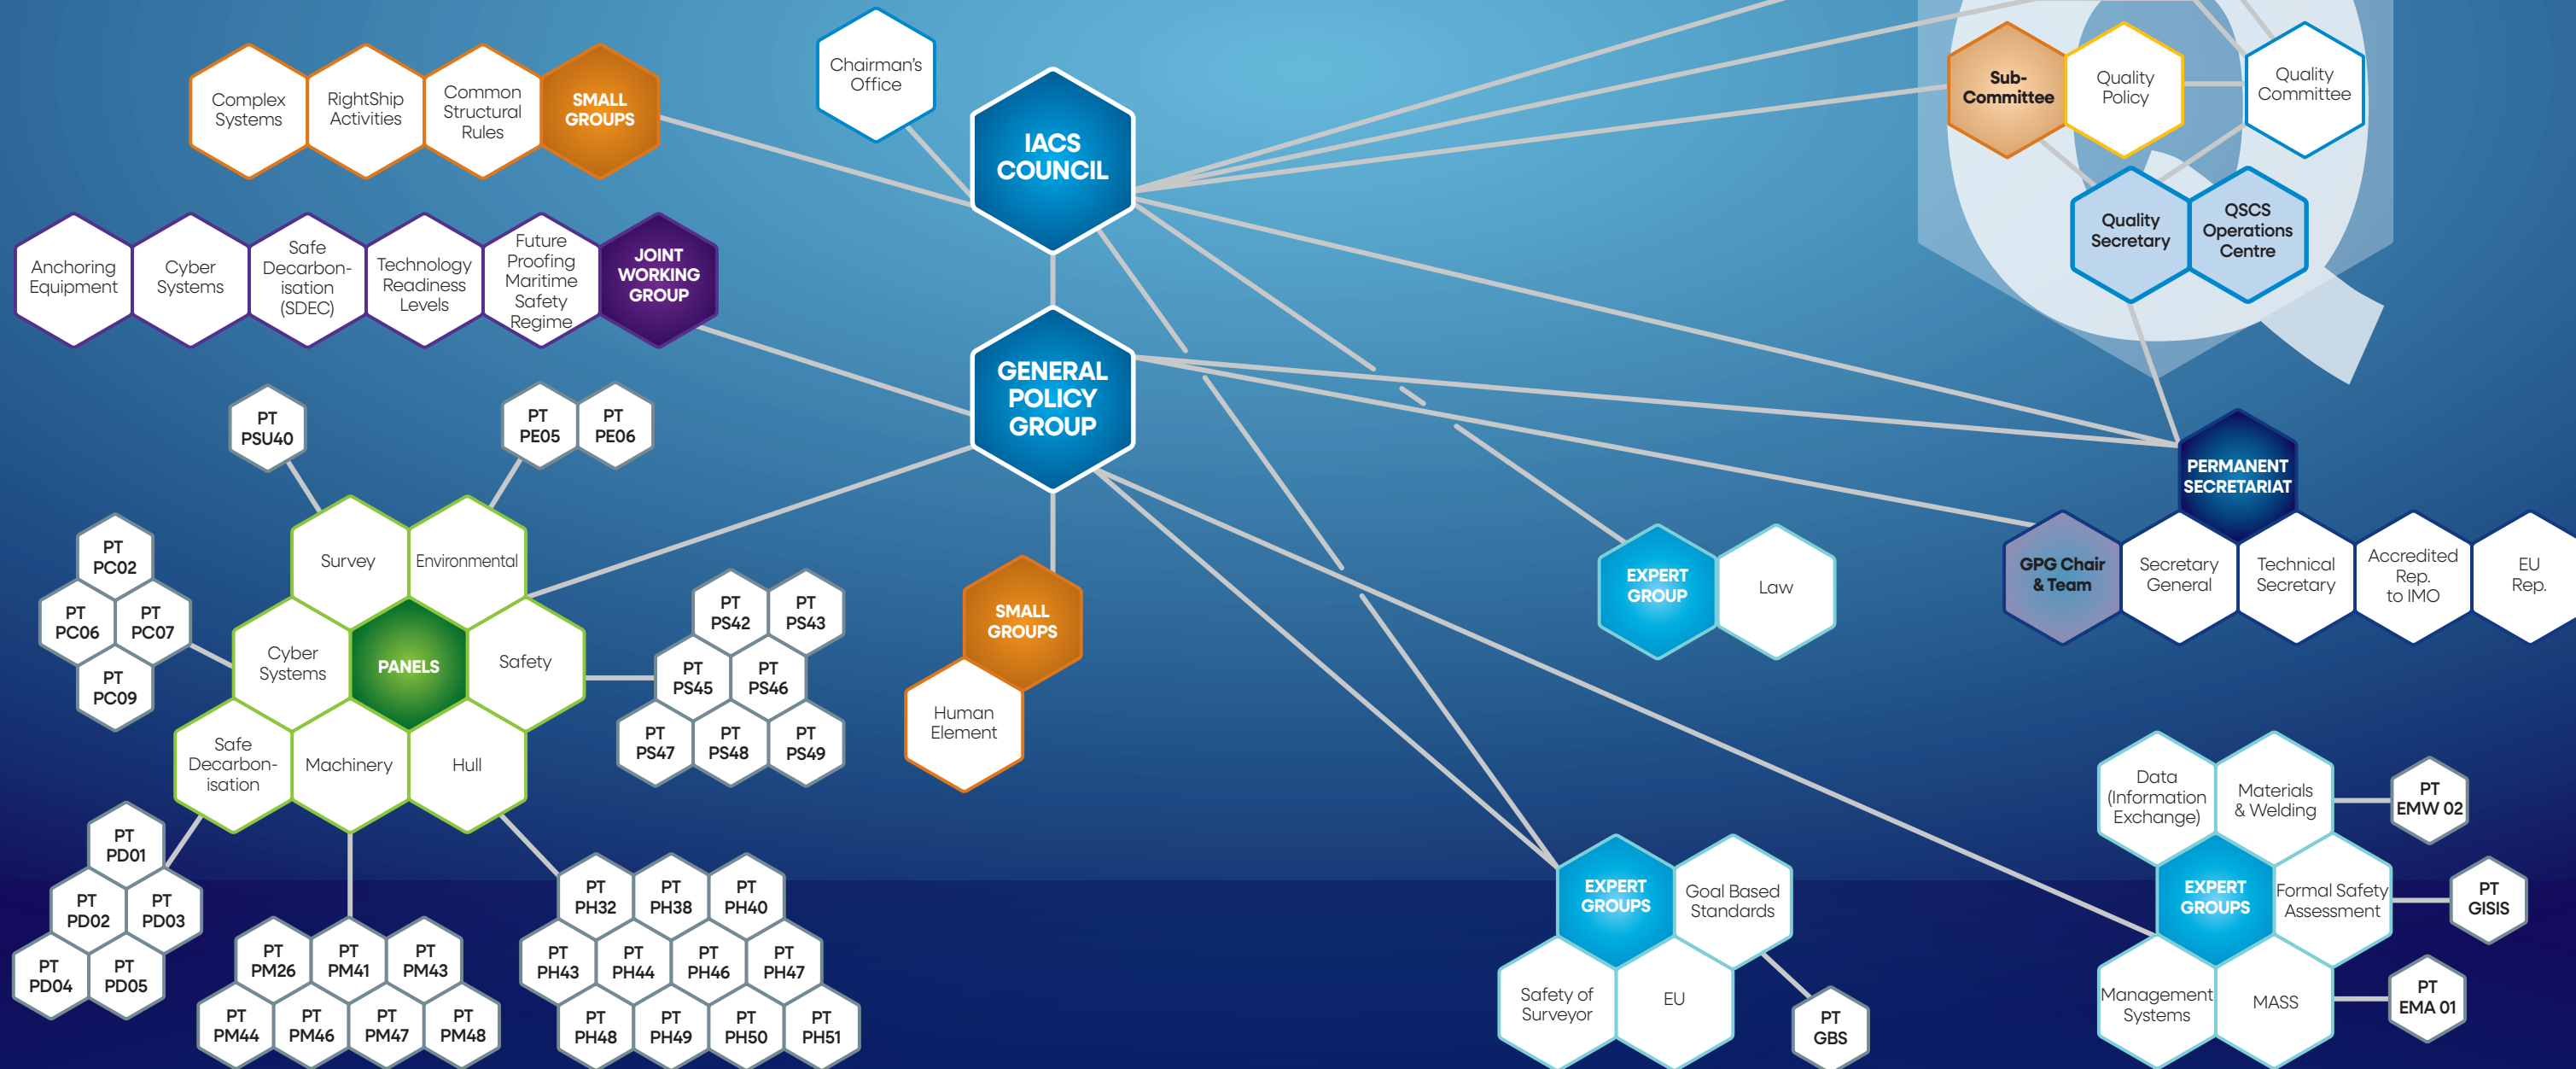 Complex
Systems
RightShip
Activities
Common
Structural
Rules
SMALL
GROUPS
Chairman's
Office
IACS
COUNCIL
Sub-
Committee
Quality
Policy
Quality
Committee
Quality
Secretary
QSCS
Operations
Centre
Anchoring
Equipment
Cyber
Systems
Safe
Decarbon-
isation
(SDEC)
Technology
Readiness
Levels
Future
Proofing
Maritime
Safety
Regime
JOINT
WORKING
GROUP
GENERAL
POLICY
GROUP
PT
PSU40
PT
PE05
PT
PE06
PERMANENT
SECRETARIAT
GPG Chair
& Team
Secretary
General
Technical
Secretary
Accredited
Rep.
to IMO
EU
Rep.
PT
PC02
PT
PC06
PT
PC07
PT
PC09
Survey
Environmental
Cyber
Systems
PANELS
Safety
Safe
Decarbon-
isation
Machinery
Hull
PT
PS42
PT
PS43
PT
PS45
PT
PS46
PT
PS47
PT
PS48
PT
PS49
SMALL
GROUPS
Human
Element
EXPERT
GROUP
Law
PT
PD01
PT
PD02
PT
PD03
PT
PD04
PT
PD05
PT
PM26
PT
PM41
PT
PM43
PT
PM44
PT
PM46
PT
PM47
PT
PM48
PT
PH32
PT
PH38
PT
PH40
PT
PH43
PT
PH44
PT
PH46
PT
PH47
PT
PH48
PT
PH49
PT
PH50
PT
PH51
EXPERT
GROUPS
Goal Based
Standards
Safety of
Surveyor
EU
PT
GBS
Data
(Information
Exchange)
Materials
& Welding
PT
EMW 02
EXPERT
GROUPS
Formal Safety
Assessment
PT
GISIS
Management
Systems
MASS
PT
EMA 01